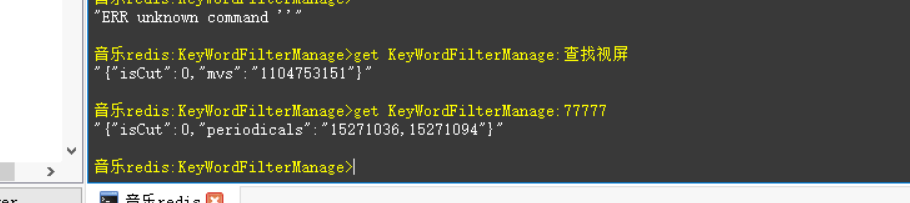 "ERR unknown command ''"
音乐redis:KeyWordFilterManage>get KeyWordFilterManage:查找视屏
"{"isCut":0,"mvs":"1104753151"}"
音乐redis:KeyWordFilterManage>get KeyWordFilterManage:77777
"{"isCut":0,"periodicals":"15271036,15271094"}"
音乐redis:KeyWordFilterManage>
音乐redis